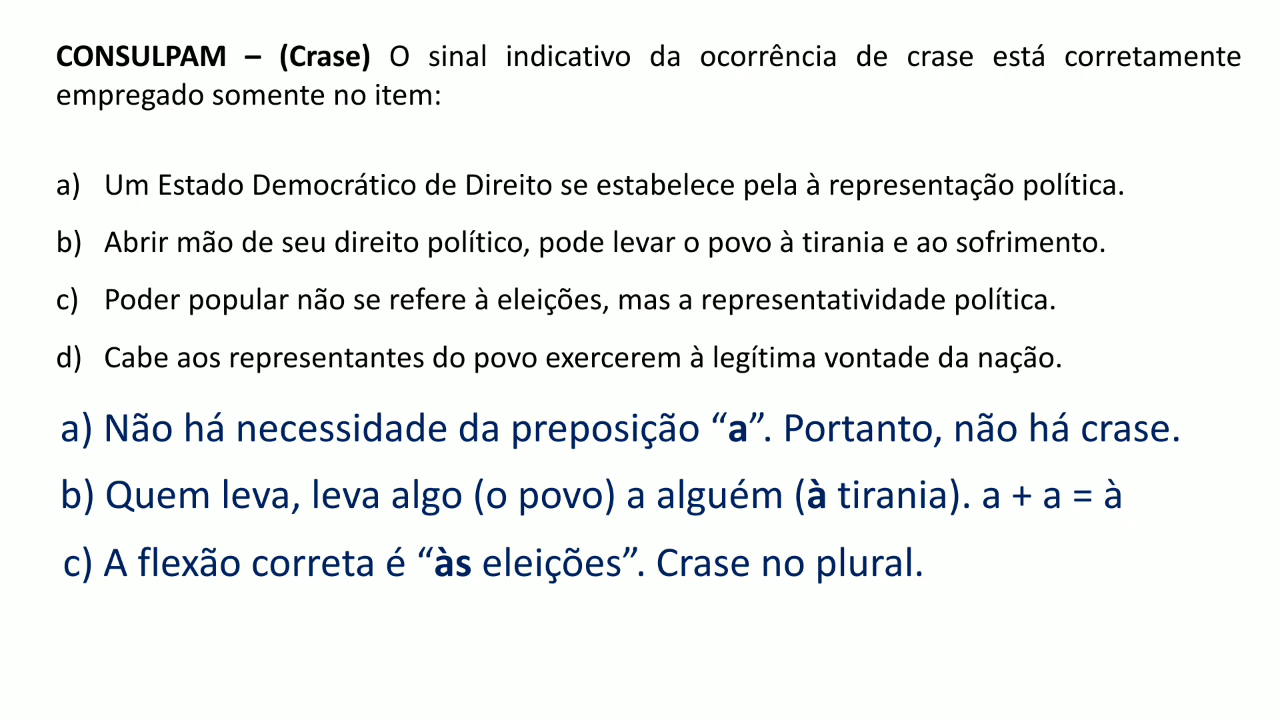 CONSULPAM – (Crase) O sinal indicativo da ocorrência de crase está corretamente
empregado somente no item:
a) Um Estado Democrático de Direito se estabelece pela à representação política.
b) Abrir mão de seu direito político, pode levar o povo à tirania e ao sofrimento.
c) Poder popular não se refere à eleições, mas a representatividade política.
d) Cabe aos representantes do povo exercerem à legítima vontade da nação.
a) Não há necessidade da preposição “a”. Portanto, não há crase.
b) Quem leva, leva algo (o povo) a alguém (à tirania). a + a = à
c) A flexão correta é “às eleições”. Crase no plural.